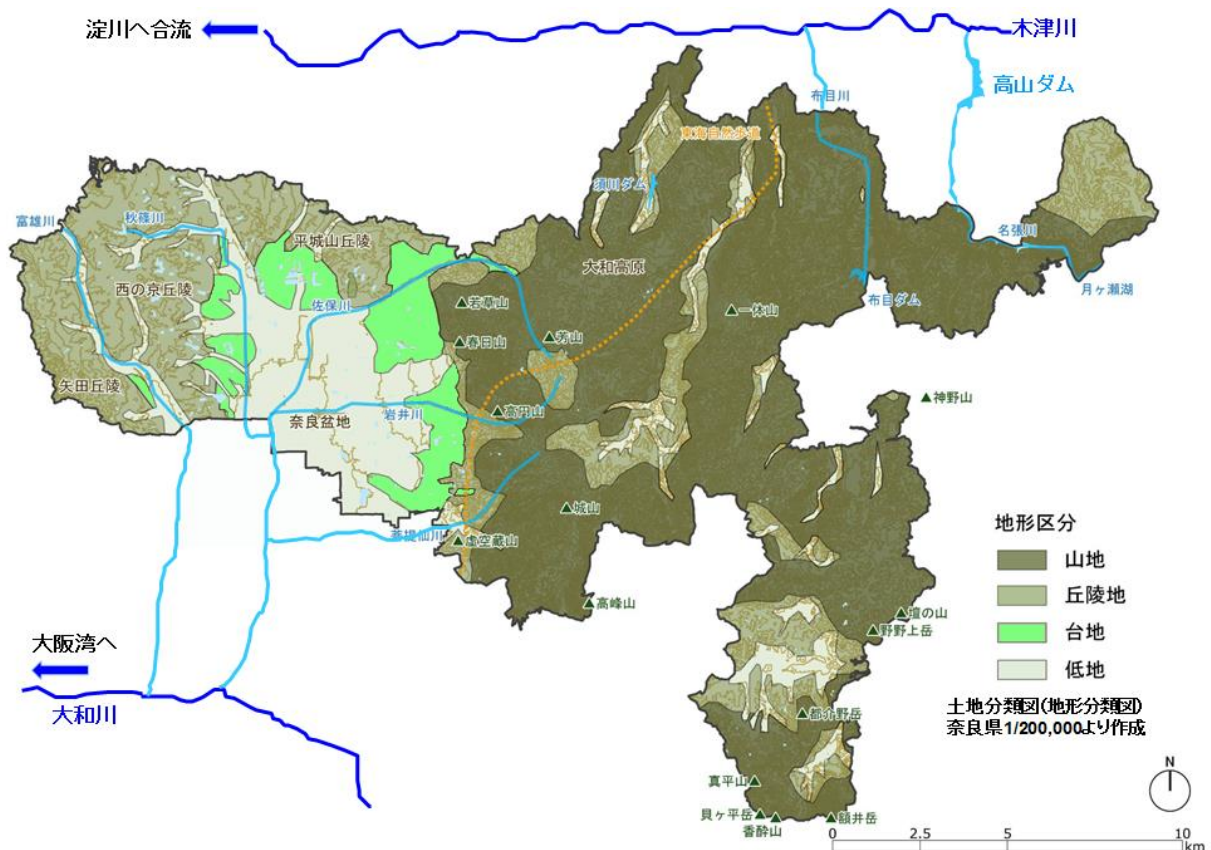 淀川へ合流
木津川
高山ダム
布目川
東海自然歩道
須川ダム
富雄川
秋篠川
平城山丘陵
大和高原
名張川
西の京丘陵
佐保川
若草山
一体山
布目ダム
月ヶ瀬湖
春日山
芳山
矢田丘陵
神野山
奈良盆地
岩井川
高円山
城山
菩提仙川
虚空蔵山
地形区分
山地
丘陵地
台地
低地
高峰山
壇の山
野野上岳
大阪湾へ
大和川
都介野岳
土地分類図(地形分類図)
奈良県1/200,000より作成
真平山
貝ヶ平岳
香酔山
額井岳
N
0 2.5 5 10
km